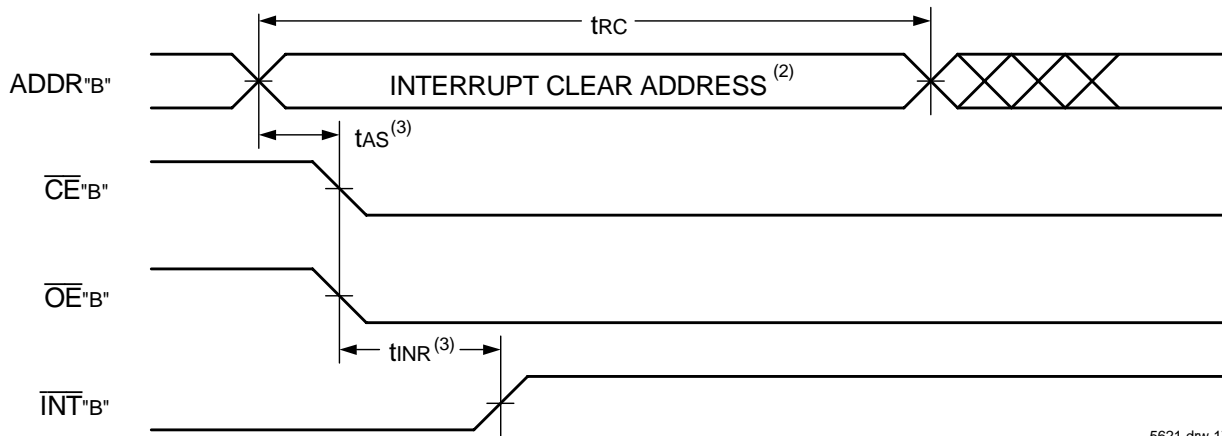 tRC
ADDR"B"
INTERRUPT CLEAR ADDRESS (2)
tAS (3)
CE"B"
OE"B"
tINR (3)
INT"B"